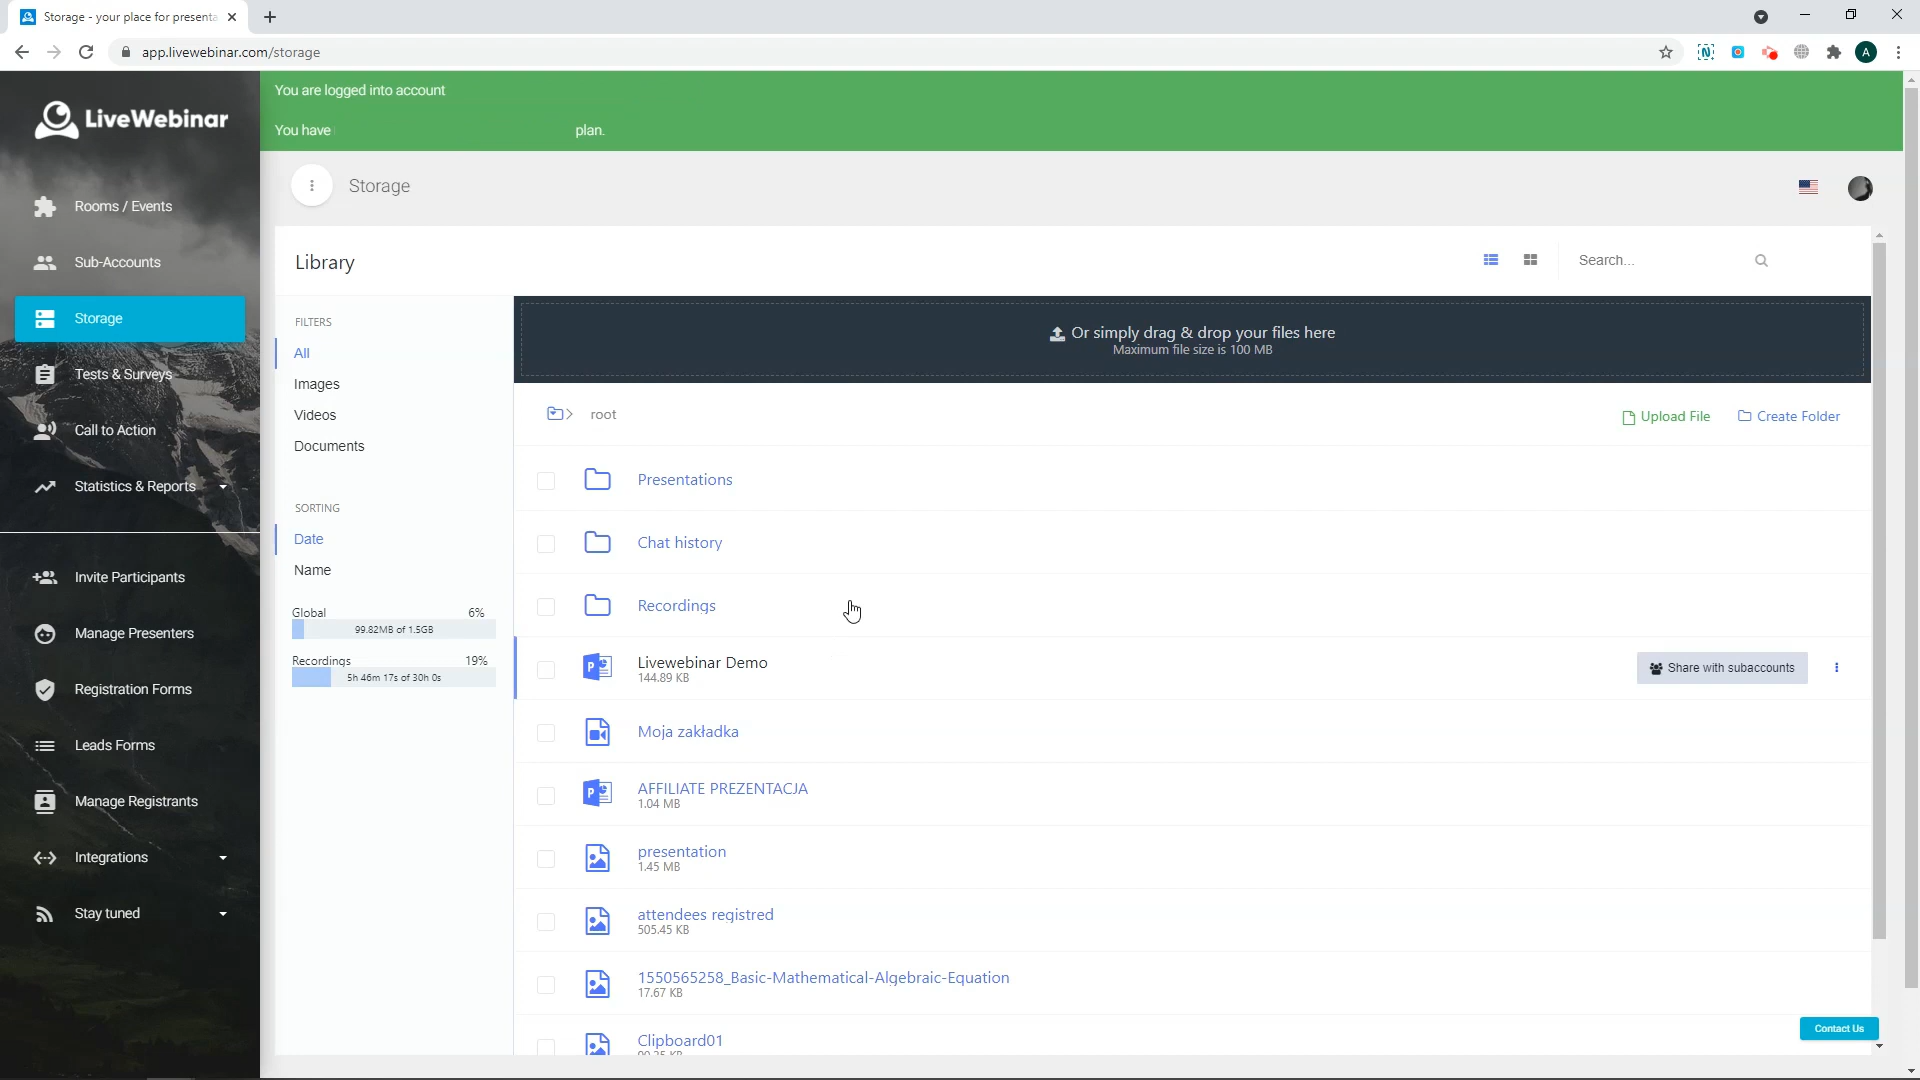 Storage - your place for presenta
app.livewebinar.com/storage
A
LiveWebinar
Rooms / Events
Sub-Accounts
Storage
Tests & Surveys
Call to Action
Statistics & Reports
Invite Participants
Manage Presenters
Registration Forms
Leads Forms
Manage Registrants
Integrations
Stay tuned
You are logged into account
You have plan.
Storage
Library
Search...
FILTERS
All
Images
Videos
Documents
SORTING
Date
Name
Global 6%
99.82MB of 1.5GB
Recordings 19%
5h 46m 17s of 30h 0s
Or simply drag & drop your files here
Maximum file size is 100 MB
root
Upload File
Create Folder
Presentations
Chat history
Recordings
Livewebinar Demo
144.89 KB
Share with subaccounts
Moja zakładka
AFFILIATE PREZENTACJA
1.04 MB
presentation
1.45 MB
attendees registred
505.45 KB
1550565258_Basic-Mathematical-Algebraic-Equation
17.67 KB
Clipboard01
Contact Us